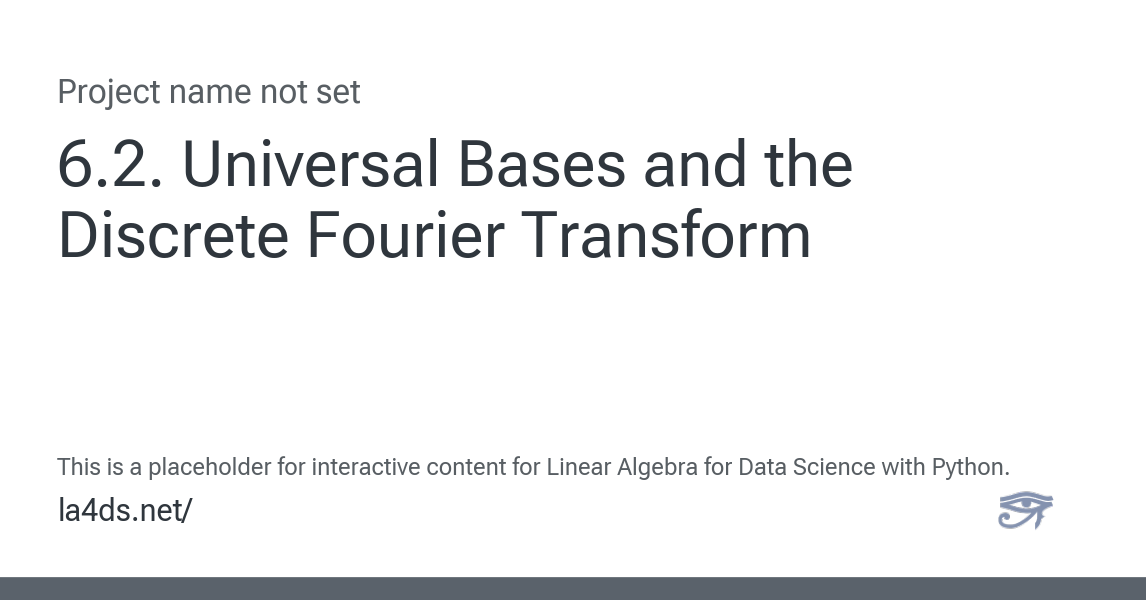 Project name not set
6.2. Universal Bases and the
Discrete Fourier Transform
This is a placeholder for interactive content for Linear Algebra for Data Science with Python.
la4ds.net/